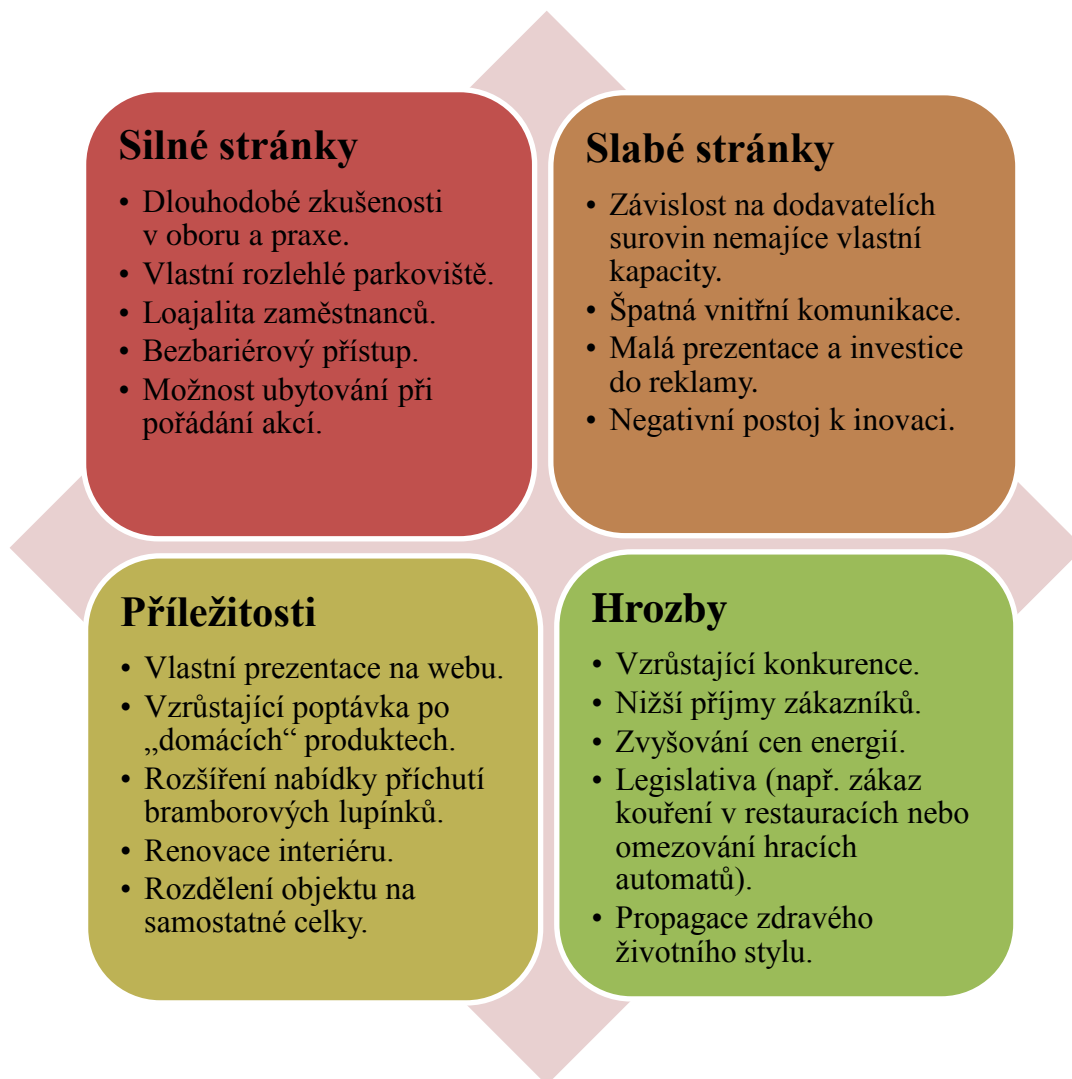 Silné stránky
• Dlouhodobé zkušenosti
v oboru a praxe.
• Vlastní rozlehlé parkoviště.
• Loajalita zaměstnanců.
• Bezbariérový přístup.
• Možnost ubytování při
pořádání akcí.
Slabé stránky
• Závislost na dodavatelích
surovin nemajíce vlastní
kapacity.
• Špatná vnitřní komunikace.
• Malá prezentace a investice
do reklamy.
• Negativní postoj k inovaci.
Příležitosti
• Vlastní prezentace na webu.
• Vzrůstající poptávka po
„domácích“ produktech.
• Rozšíření nabídky příchutí
bramborových lupínků.
• Renovace interiéru.
• Rozdělení objektu na
samostatné celky.
Hrozby
• Vzrůstající konkurence.
• Nižší příjmy zákazníků.
• Zvyšování cen energií.
• Legislativa (např. zákaz
kouření v restauracích nebo
omezování hracích
automatů).
• Propagace zdravého
životního stylu.